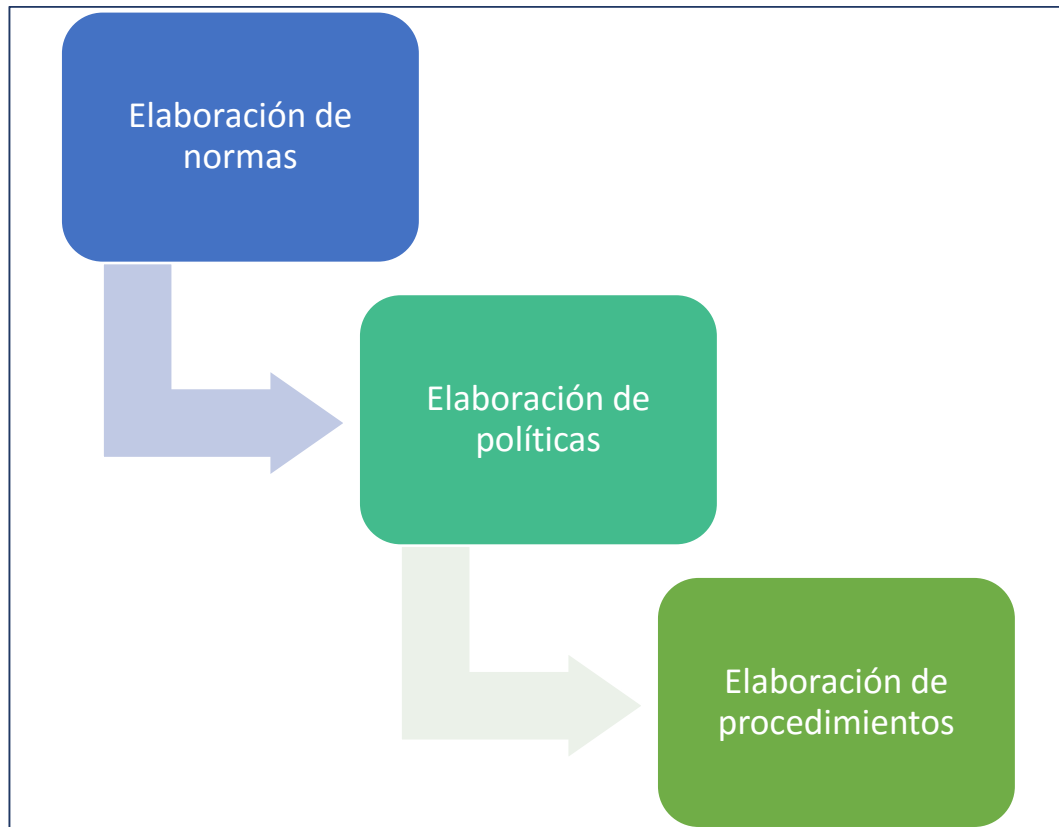 Elaboración de
normas
Elaboración de
políticas
Elaboración de
procedimientos